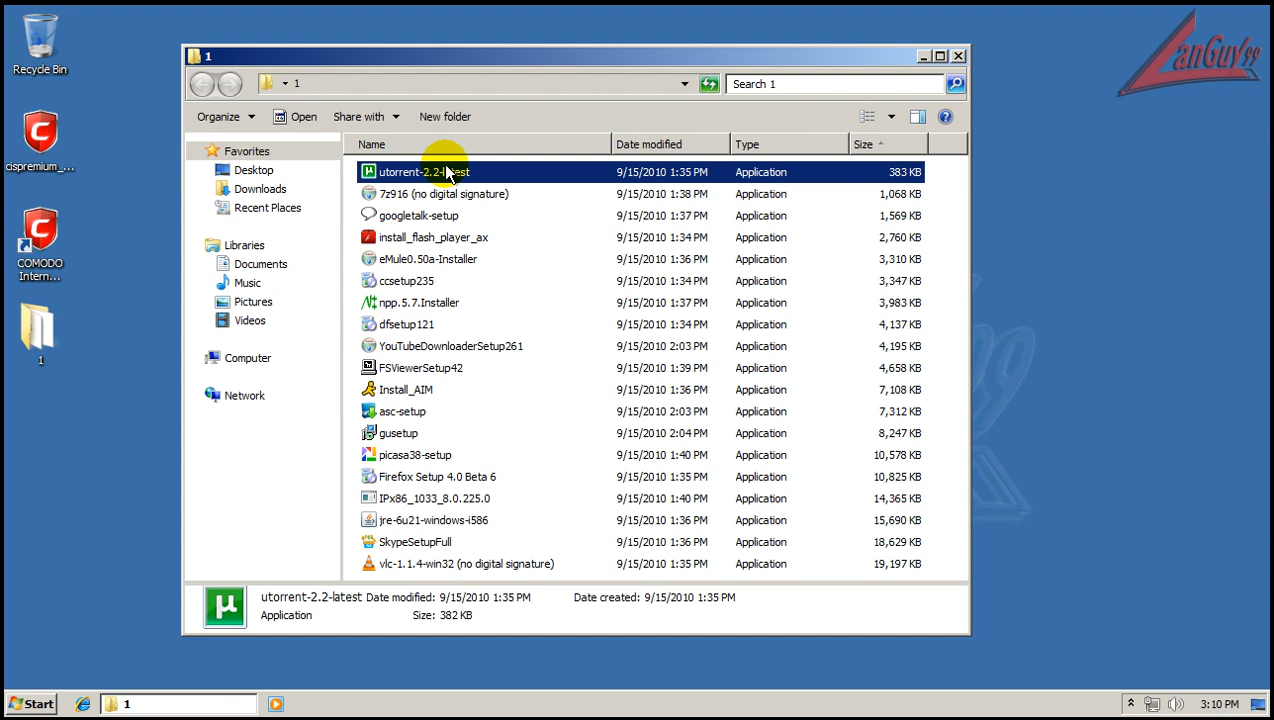 Recycle Bin
cispremium_...
COMODO
Intern...
1
anGuy99
1
1
Search 1
Organize
Open
Share with
New folder
Favorites
Desktop
Downloads
Recent Places
Libraries
Documents
Music
Pictures
Videos
Computer
Network
Name Date modified Type Size
utorrent-2.2-latest 9/15/2010 1:35 PM Application 383 KB
7z916 (no digital signature) 9/15/2010 1:38 PM Application 1,068 KB
googletalk-setup 9/15/2010 1:37 PM Application 1,569 KB
install_flash_player_ax 9/15/2010 1:34 PM Application 2,760 KB
eMule0.50a-Installer 9/15/2010 1:36 PM Application 3,310 KB
ccsetup235 9/15/2010 1:34 PM Application 3,347 KB
npp.5.7.Installer 9/15/2010 1:37 PM Application 3,983 KB
dfsetup121 9/15/2010 1:34 PM Application 4,137 KB
YouTubeDownloaderSetup261 9/15/2010 2:03 PM Application 4,195 KB
FSViewerSetup42 9/15/2010 1:39 PM Application 4,658 KB
Install_AIM 9/15/2010 1:36 PM Application 7,108 KB
asc-setup 9/15/2010 2:03 PM Application 7,312 KB
gusetup 9/15/2010 2:04 PM Application 8,247 KB
picasa38-setup 9/15/2010 1:40 PM Application 10,578 KB
Firefox Setup 4.0 Beta 6 9/15/2010 1:35 PM Application 10,825 KB
IPx86_1033_8.0.225.0 9/15/2010 1:40 PM Application 14,365 KB
jre-6u21-windows-i586 9/15/2010 1:36 PM Application 15,690 KB
SkypeSetupFull 9/15/2010 1:36 PM Application 18,629 KB
vlc-1.1.4-win32 (no digital signature) 9/15/2010 1:35 PM Application 19,197 KB
utorrent-2.2-latest Date modified: 9/15/2010 1:35 PM Date created: 9/15/2010 1:35 PM
Application Size: 382 KB
Start
1
3:10 PM